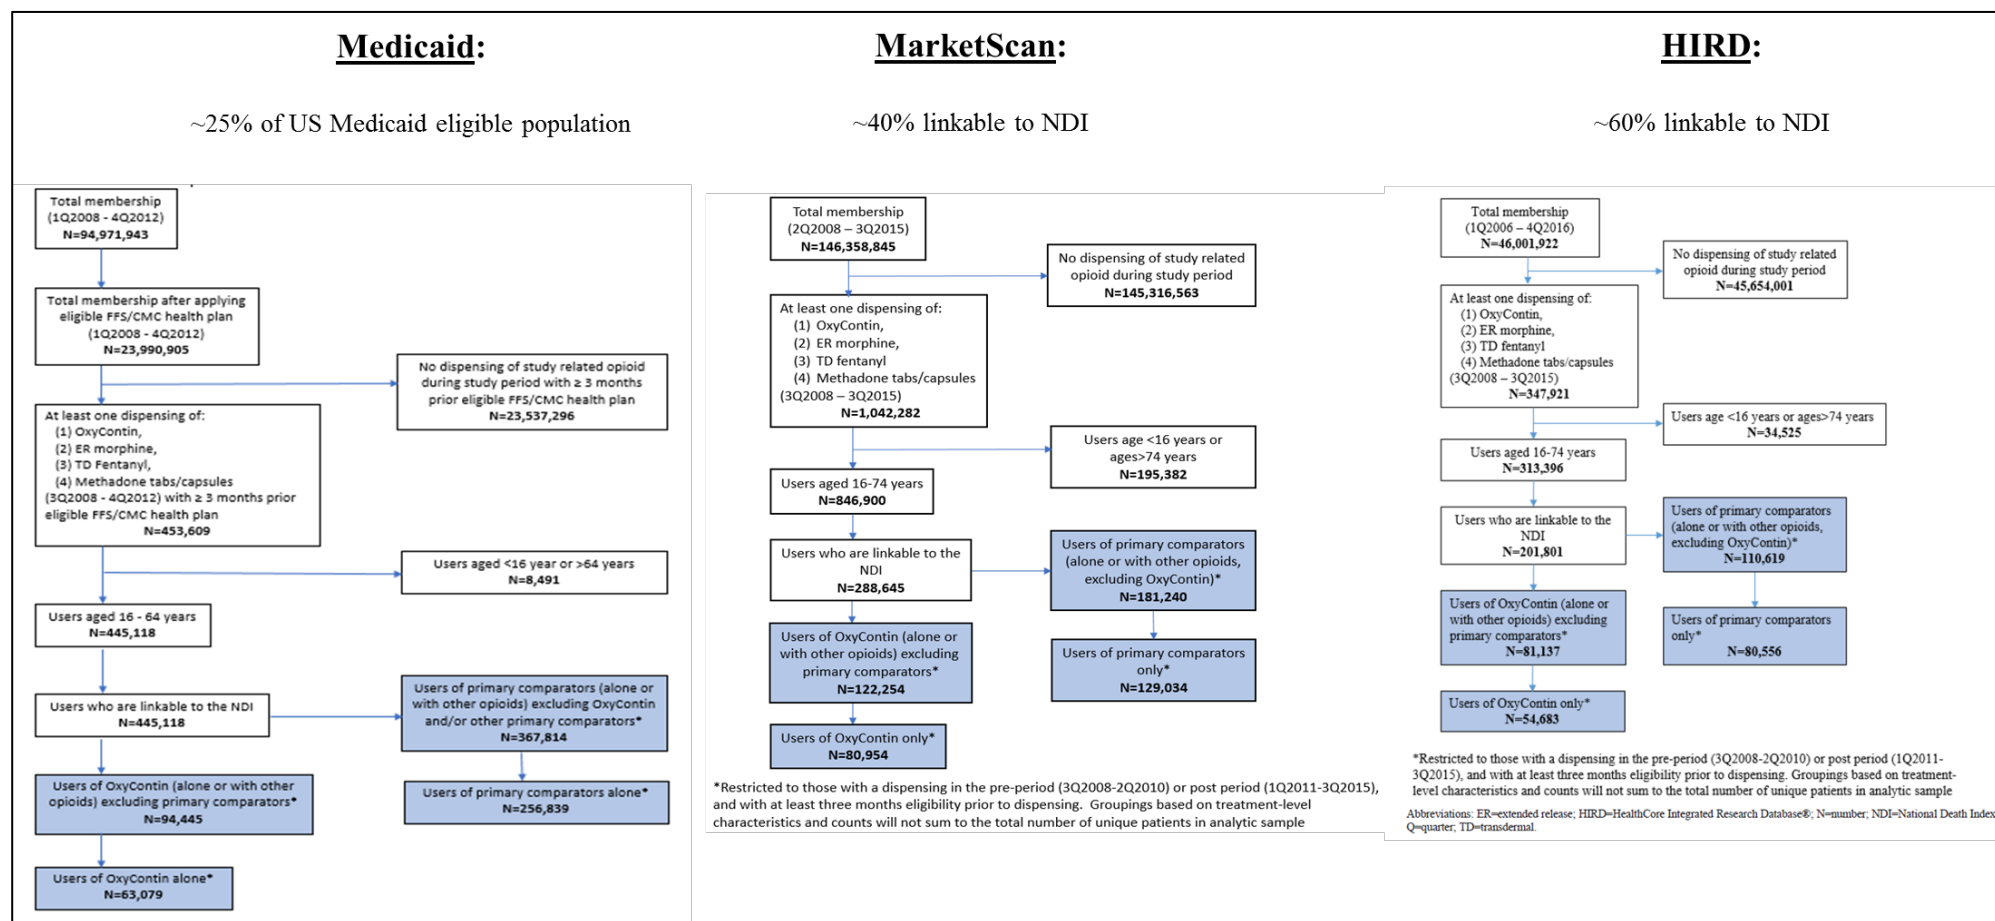 Medicaid:
~25% of US Medicaid eligible population
Total membership
(1Q2008 - 4Q2012)
N=94,971,943
Total membership after applying
eligible FFS/CMC health plan
(1Q2008 - 4Q2012)
N=23,990,905
No dispensing of study related opioid
during study period with ≥ 3 months
prior eligible FFS/CMC health plan
N=23,537,296
At least one dispensing of:
(1) OxyContin,
(2) ER morphine,
(3) TD Fentanyl,
(4) Methadone tabs/capsules
(3Q2008 - 4Q2012) with ≥ 3 months prior
eligible FFS/CMC health plan
N=453,609
Users aged <16 year or >64 years
N=8,491
Users aged 16 - 64 years
N=445,118
Users who are linkable to the NDI
N=445,118
Users of primary comparators (alone or
with other opioids) excluding OxyContin
and/or other primary comparators*
N=367,814
Users of OxyContin (alone or with other
opioids) excluding primary comparators*
N=94,445
Users of primary comparators alone*
N=256,839
Users of OxyContin alone*
N=63,079
MarketScan:
~40% linkable to NDI
Total membership
(2Q2008 – 3Q2015)
N=146,358,845
No dispensing of study related
opioid during study period
N=145,316,563
At least one dispensing of:
(1) OxyContin,
(2) ER morphine,
(3) TD fentanyl
(4) Methadone tabs/capsules
(3Q2008 – 3Q2015)
N=1,042,282
Users age <16 years or
ages>74 years
N=195,382
Users aged 16-74 years
N=846,900
Users who are linkable to the
NDI
N=288,645
Users of primary comparators
(alone or with other opioids,
excluding OxyContin)*
N=181,240
Users of OxyContin (alone or
with other opioids) excluding
primary comparators*
N=122,254
Users of primary comparators
only*
N=129,034
Users of OxyContin only*
N=80,954
*Restricted to those with a dispensing in the pre-period (3Q2008-2Q2010) or post period (1Q2011-3Q2015),
and with at least three months eligibility prior to dispensing. Groupings based on treatment-level
characteristics and counts will not sum to the total number of unique patients in analytic sample
HIRD:
~60% linkable to NDI
Total membership
(1Q2006 – 4Q2016)
N=46,001,922
No dispensing of study related
opioid during study period
N=45,654,001
At least one dispensing of:
(1) OxyContin,
(2) ER morphine,
(3) TD fentanyl
(4) Methadone tabs/capsules
(3Q2008 – 3Q2015)
N=347,921
Users age <16 years or ages>74 years
N=34,525
Users aged 16-74 years
N=313,396
Users who are linkable to the
NDI
N=201,801
Users of primary comparators
(alone or with other opioids,
excluding OxyContin)*
N=110,619
Users of OxyContin (alone or
with other opioids) excluding
primary comparators*
N=81,137
Users of primary comparators
only*
N=80,556
Users of OxyContin only*
N=54,683
*Restricted to those with a dispensing in the pre-period (3Q2008-2Q2010) or post period (1Q2011-
3Q2015), and with at least three months eligibility prior to dispensing. Groupings based on treatment-
level characteristics and counts will not sum to the total number of unique patients in analytic sample
Abbreviations: ER=extended release; HIRD=HealthCore Integrated Research Database®; N=number; NDI=National Death Index
Q=quarter; TD=transdermal.